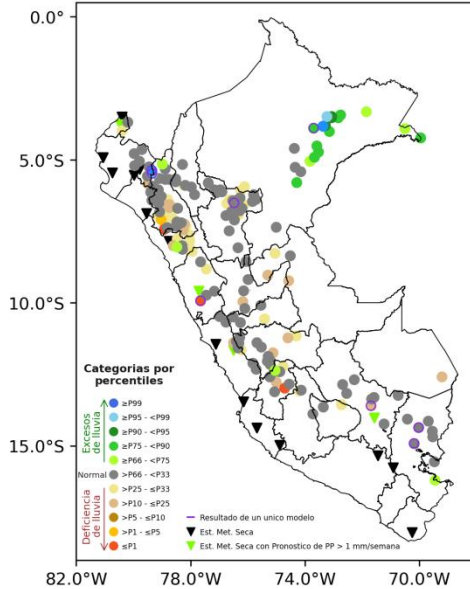 0.0°
5.0°S
10.0°S
15.0°S
82.0°W
78.0°W
74.0°W
70.0°W
Categorias por
percentiles
Excesos
de lluvia
Normal
Deficiencia
de lluvia
≥P99
≥P95 - <P99
≥P90 - <P95
≥P75 - <P90
≥P66 - <P75
>P66 - <P33
>P25 - ≤P33
>P10 - ≤P25
>P5 - ≤P10
>P1 - ≤P5
≤P1
Resultado de un unico modelo
Est. Met. Seca
Est. Met. Seca con Pronostico de PP > 1 mm/semana